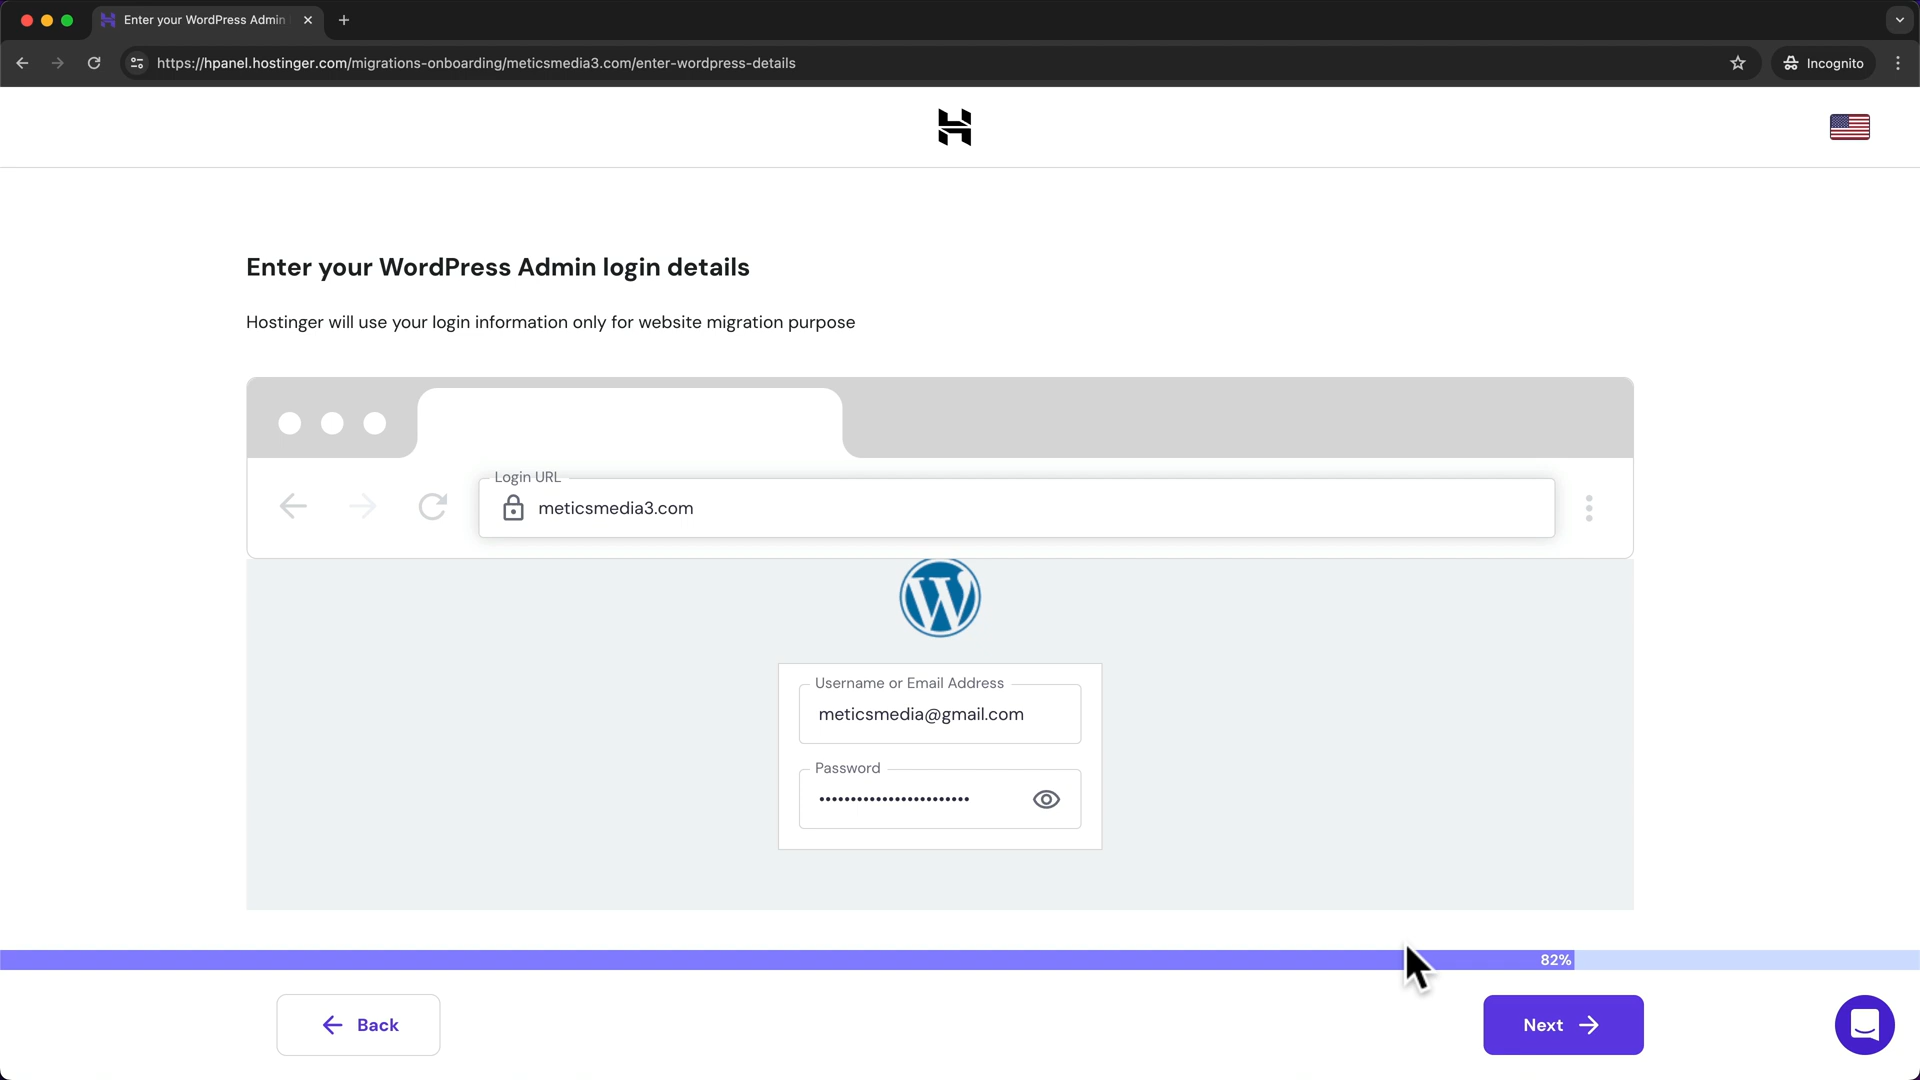 Enter your WordPress Admin
https://hpanel.hostinger.com/migrations-onboarding/meticsmedia3.com/enter-wordpress-details
Incognito
Enter your WordPress Admin login details
Hostinger will use your login information only for website migration purpose
Login URL
meticsmedia3.com
Username or Email Address
meticsmedia@gmail.com
Password
••••••••••••••••••••••••
82%
Back
Next